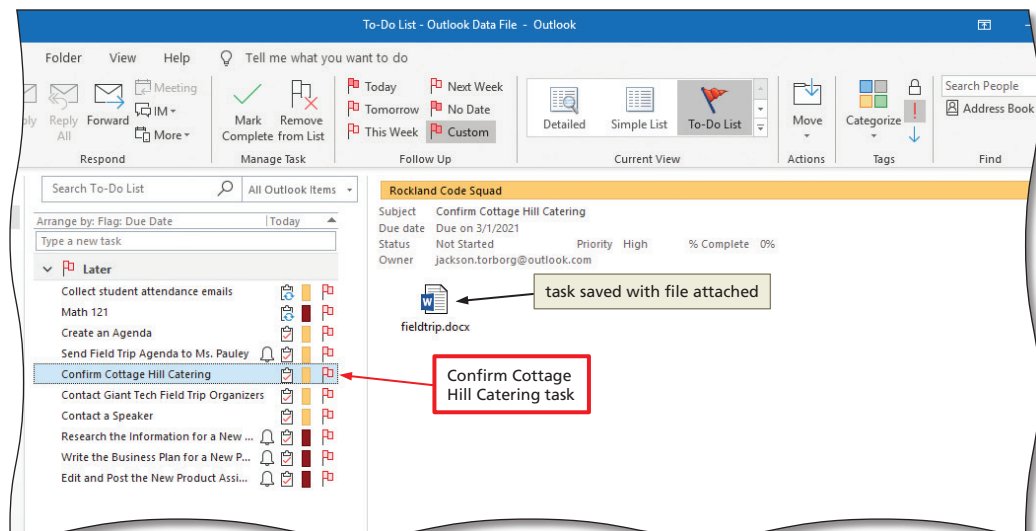 To-Do List - Outlook Data File - Outlook
Folder View Help Tell me what you want to do
Reply All
Forward
Meeting
IM
More
Respond
Mark Complete
Remove from List
Manage Task
Today
Tomorrow
This Week
Next Week
No Date
Custom
Follow Up
Detailed
Simple List
To-Do List
Current View
Move
Actions
Categorize
Tags
Search People
Address Book
Find
Search To-Do List
All Outlook Items
Arrange by: Flag: Due Date Today
Type a new task
Later
Collect student attendance emails
Math 121
Create an Agenda
Send Field Trip Agenda to Ms. Pauley
Confirm Cottage Hill Catering
Contact Giant Tech Field Trip Organizers
Contact a Speaker
Research the Information for a New ...
Write the Business Plan for a New P...
Edit and Post the New Product Assi...
Rockland Code Squad
Subject Confirm Cottage Hill Catering
Due date Due on 3/1/2021
Status Not Started Priority High % Complete 0%
Owner jackson.torborg@outlook.com
fieldtrip.docx
task saved with file attached
Confirm Cottage
Hill Catering task